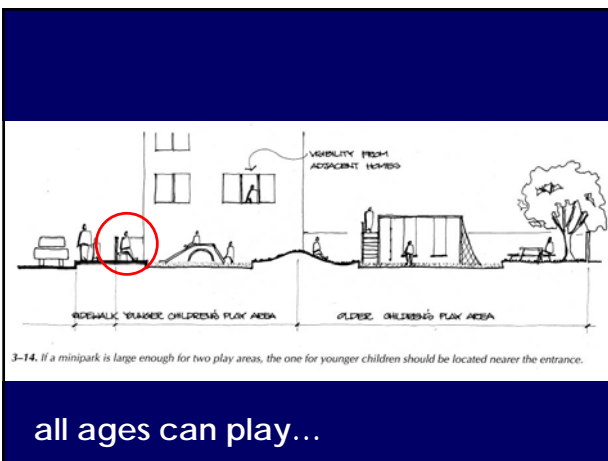 VISIBILITY FROM
ADJACENT HOMES
SIDEWALK YOUNGER CHILDREN'S PLAY AREA
OLDER CHILDREN'S PLAY AREA
3–14. If a minipark is large enough for two play areas, the one for younger children should be located nearer the entrance.
all ages can play...